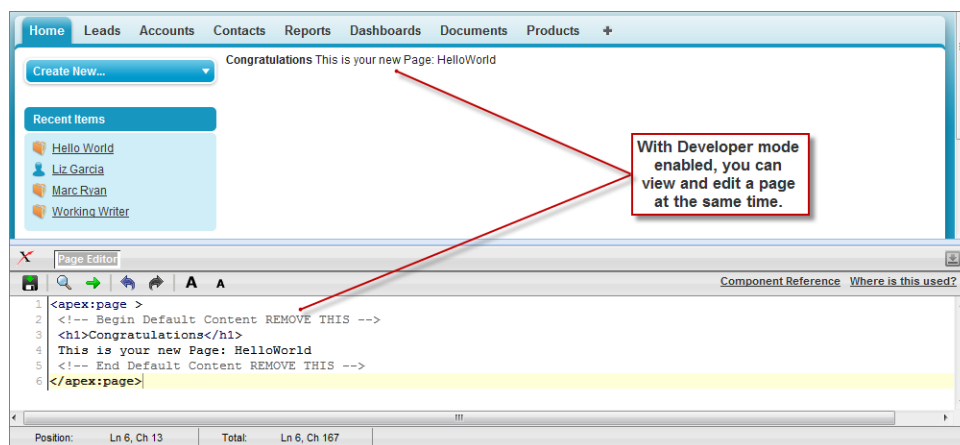 Home Leads Accounts Contacts Reports Dashboards Documents Products +
Create New...
Congratulations This is your new Page: HelloWorld
Recent Items
Hello World
Liz Garcia
Marc Ryan
Working Writer
With Developer mode
enabled, you can
view and edit a page
at the same time.
Page Editor
A A
Component Reference Where is this used?
1 <apex:page >
2 <!-- Begin Default Content REMOVE THIS -->
3 <h1>Congratulations</h1>
4 This is your new Page: HelloWorld
5 <!-- End Default Content REMOVE THIS -->
6 </apex:page>
Position: Ln 6, Ch 13 Total: Ln 6, Ch 167